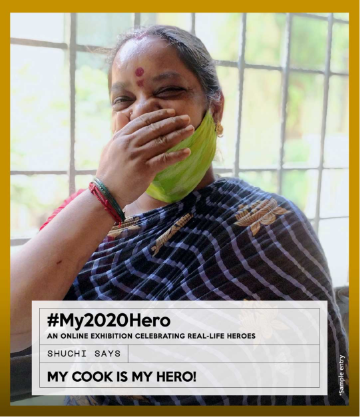 #My2020Hero
AN ONLINE EXHIBITION CELEBRATING REAL-LIFE HEROES
SHUCHI SAYS
MY COOK IS MY HERO!
*Sample entry